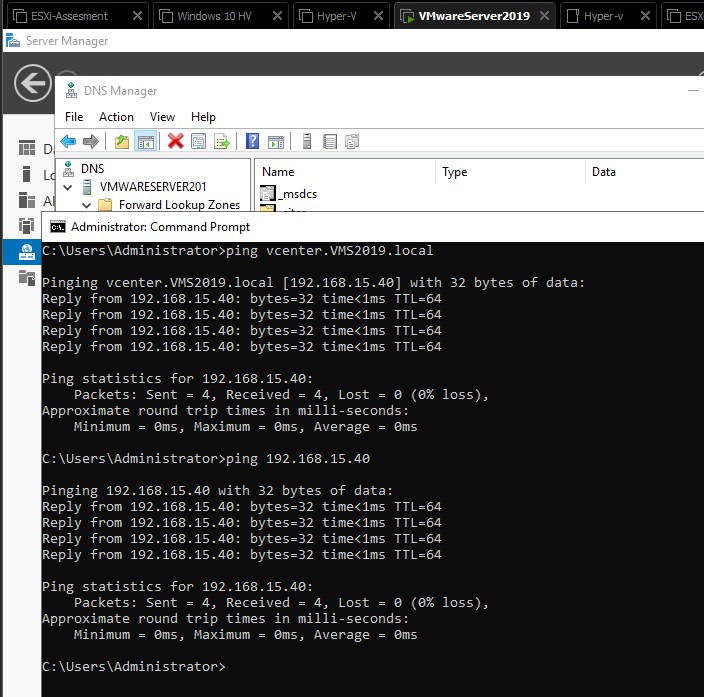 ESXi-Assesment
Windows 10 HV
Hyper-V
VMwareServer2019
Hyper-v
ESX
Server Manager
DNS Manager
File Action View Help
DNS
VMWARESERVER201
Forward Lookup Zones
Name Type Data
_msdcs
Administrator: Command Prompt
C:\Users\Administrator>ping vcenter.VMS2019.local
Pinging vcenter.VMS2019.local [192.168.15.40] with 32 bytes of data:
Reply from 192.168.15.40: bytes=32 time<1ms TTL=64
Reply from 192.168.15.40: bytes=32 time<1ms TTL=64
Reply from 192.168.15.40: bytes=32 time<1ms TTL=64
Reply from 192.168.15.40: bytes=32 time<1ms TTL=64
Ping statistics for 192.168.15.40:
Packets: Sent = 4, Received = 4, Lost = 0 (0% loss),
Approximate round trip times in milli-seconds:
Minimum = 0ms, Maximum = 0ms, Average = 0ms
C:\Users\Administrator>ping 192.168.15.40
Pinging 192.168.15.40 with 32 bytes of data:
Reply from 192.168.15.40: bytes=32 time<1ms TTL=64
Reply from 192.168.15.40: bytes=32 time<1ms TTL=64
Reply from 192.168.15.40: bytes=32 time<1ms TTL=64
Reply from 192.168.15.40: bytes=32 time<1ms TTL=64
Ping statistics for 192.168.15.40:
Packets: Sent = 4, Received = 4, Lost = 0 (0% loss),
Approximate round trip times in milli-seconds:
Minimum = 0ms, Maximum = 0ms, Average = 0ms
C:\Users\Administrator>